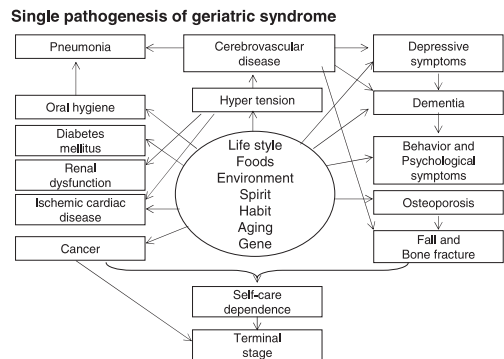 Single pathogenesis of geriatric syndrome
Pneumonia
Cerebrovascular
disease
Depressive
symptoms
Oral hygiene
Hyper tension
Dementia
Diabetes
mellitus
Life style
Foods
Environment
Spirit
Habit
Aging
Gene
Behavior and
Psychological
symptoms
Renal
dysfunction
Ischemic cardiac
disease
Osteoporosis
Cancer
Fall and
Bone fracture
Self-care
dependence
Terminal
stage